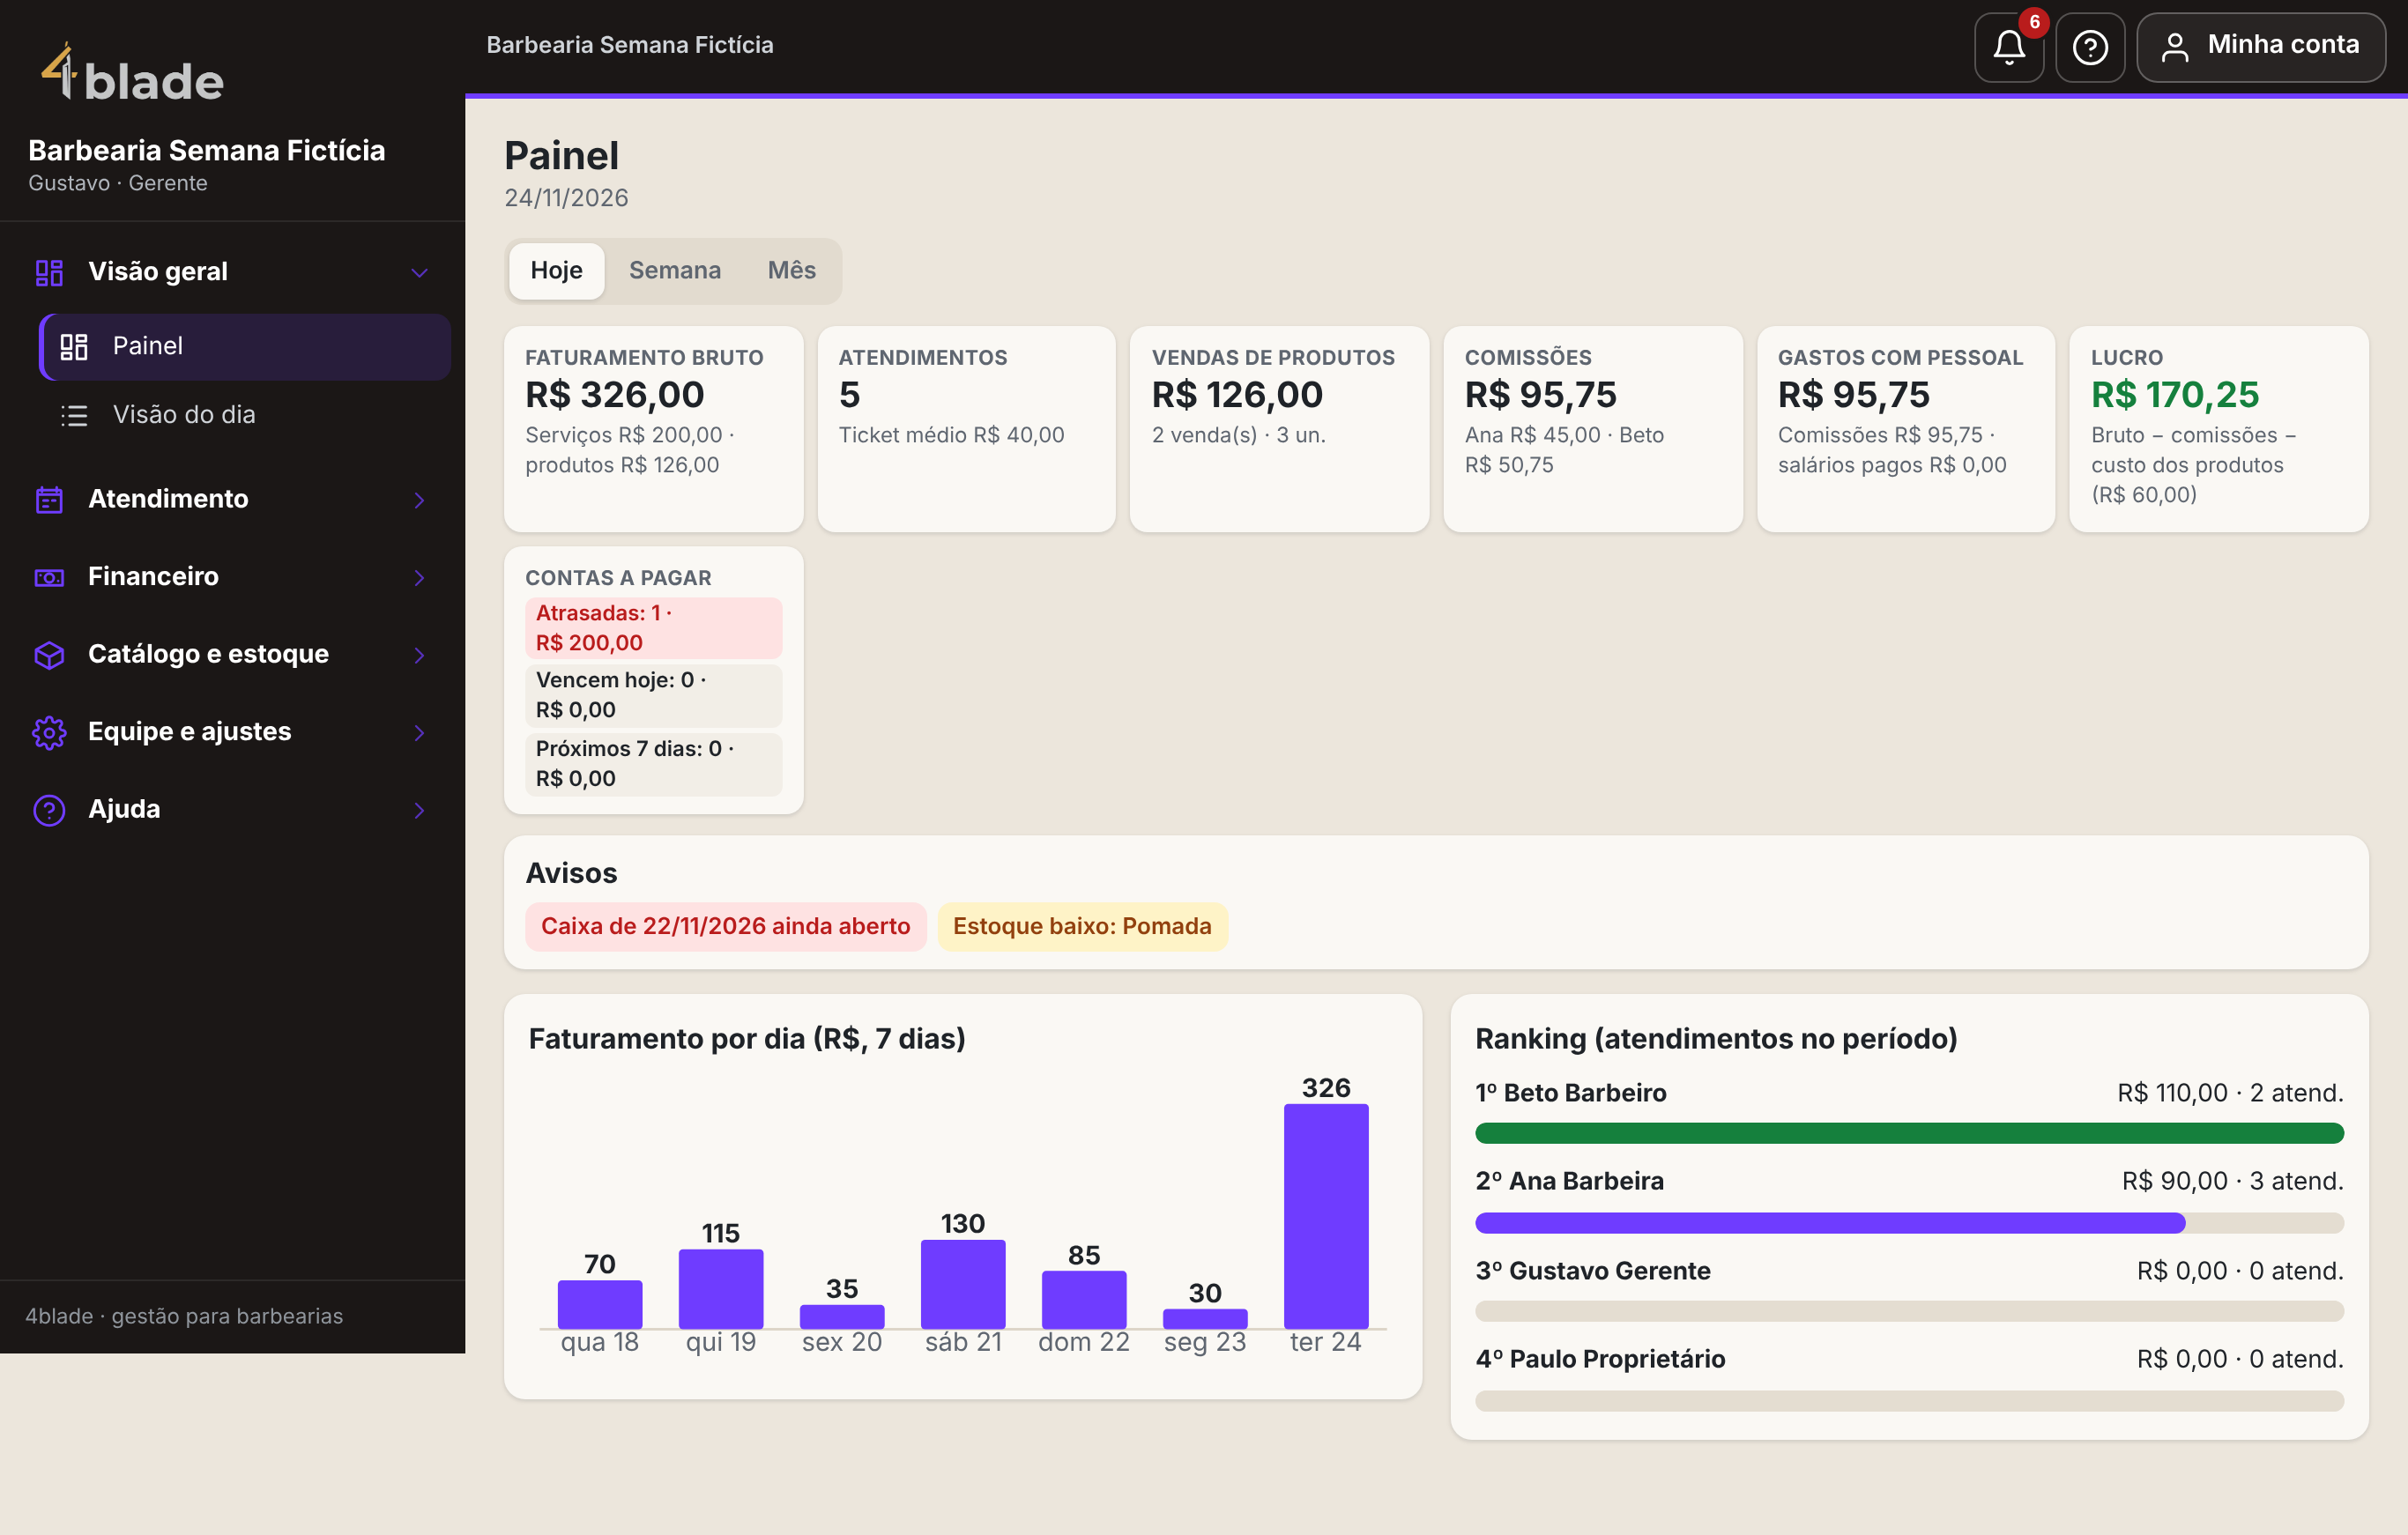 4blade
Barbearia Semana Fictícia
Gustavo · Gerente
Visão geral
Painel
Visão do dia
Atendimento
Financeiro
Catálogo e estoque
Equipe e ajustes
Ajuda
4blade · gestão para barbearias
Barbearia Semana Fictícia
6
Minha conta
Painel
24/11/2026
Hoje
Semana
Mês
FATURAMENTO BRUTO
R$ 326,00
Serviços R$ 200,00 ·
produtos R$ 126,00
ATENDIMENTOS
5
Ticket médio R$ 40,00
VENDAS DE PRODUTOS
R$ 126,00
2 venda(s) · 3 un.
COMISSÕES
R$ 95,75
Ana R$ 45,00 · Beto
R$ 50,75
GASTOS COM PESSOAL
R$ 95,75
Comissões R$ 95,75 ·
salários pagos R$ 0,00
LUCRO
R$ 170,25
Bruto – comissões –
custo dos produtos
(R$ 60,00)
CONTAS A PAGAR
Atrasadas: 1 ·
R$ 200,00
Vencem hoje: 0 ·
R$ 0,00
Próximos 7 dias: 0 ·
R$ 0,00
Avisos
Caixa de 22/11/2026 ainda aberto
Estoque baixo: Pomada
Faturamento por dia (R$, 7 dias)
70
115
35
130
85
30
326
qua 18
qui 19
sex 20
sáb 21
dom 22
seg 23
ter 24
Ranking (atendimentos no período)
1º Beto Barbeiro
R$ 110,00 · 2 atend.
2º Ana Barbeira
R$ 90,00 · 3 atend.
3º Gustavo Gerente
R$ 0,00 · 0 atend.
4º Paulo Proprietário
R$ 0,00 · 0 atend.